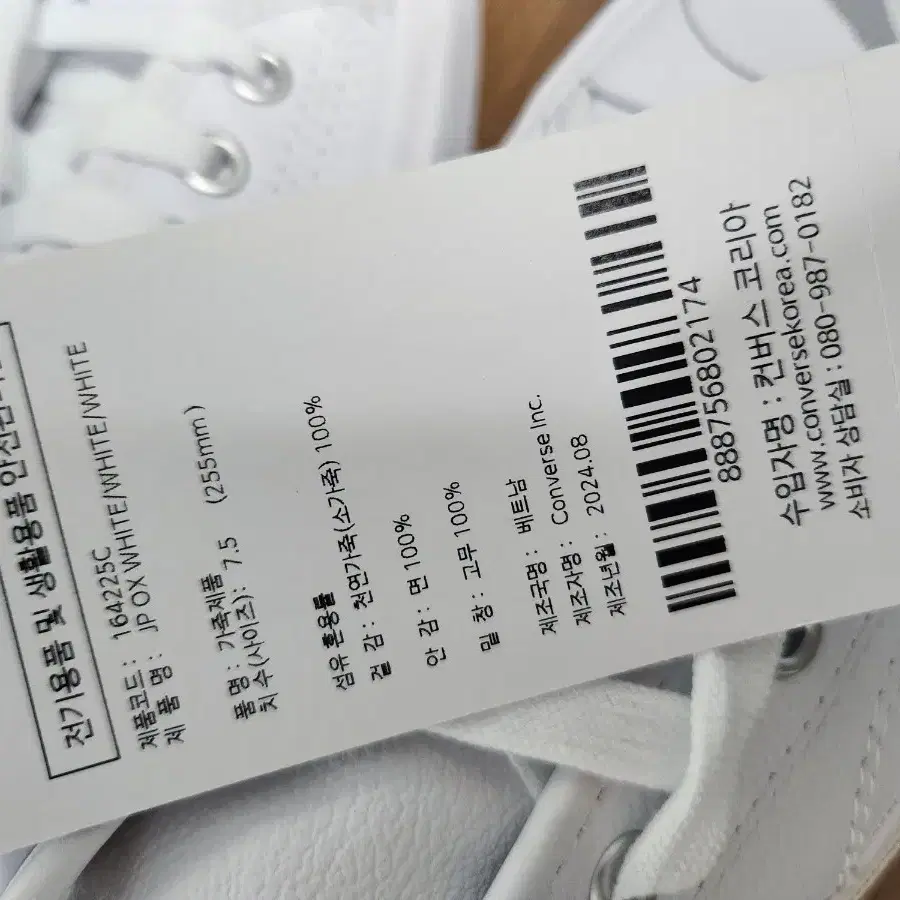 전기용품 및 생활용품 안전관리
제품코드 : 164225C
제 품 명 : JP OX WHITE/WHITE/WHITE
품 명 : 가죽제품
치 수(사이즈): 7.5 (255mm)
섬유 혼용률
겉 감 : 천연가죽(소가죽) 100%
안 감 : 면 100%
밑 창 : 고무 100%
제조국명 : 베트남
제조자명 : Converse Inc.
제조년월 : 2024.08
888756802174
수입자명 : 컨버스 코리아
www.conversekorea.com
소비자 상담실 : 080-987-0182